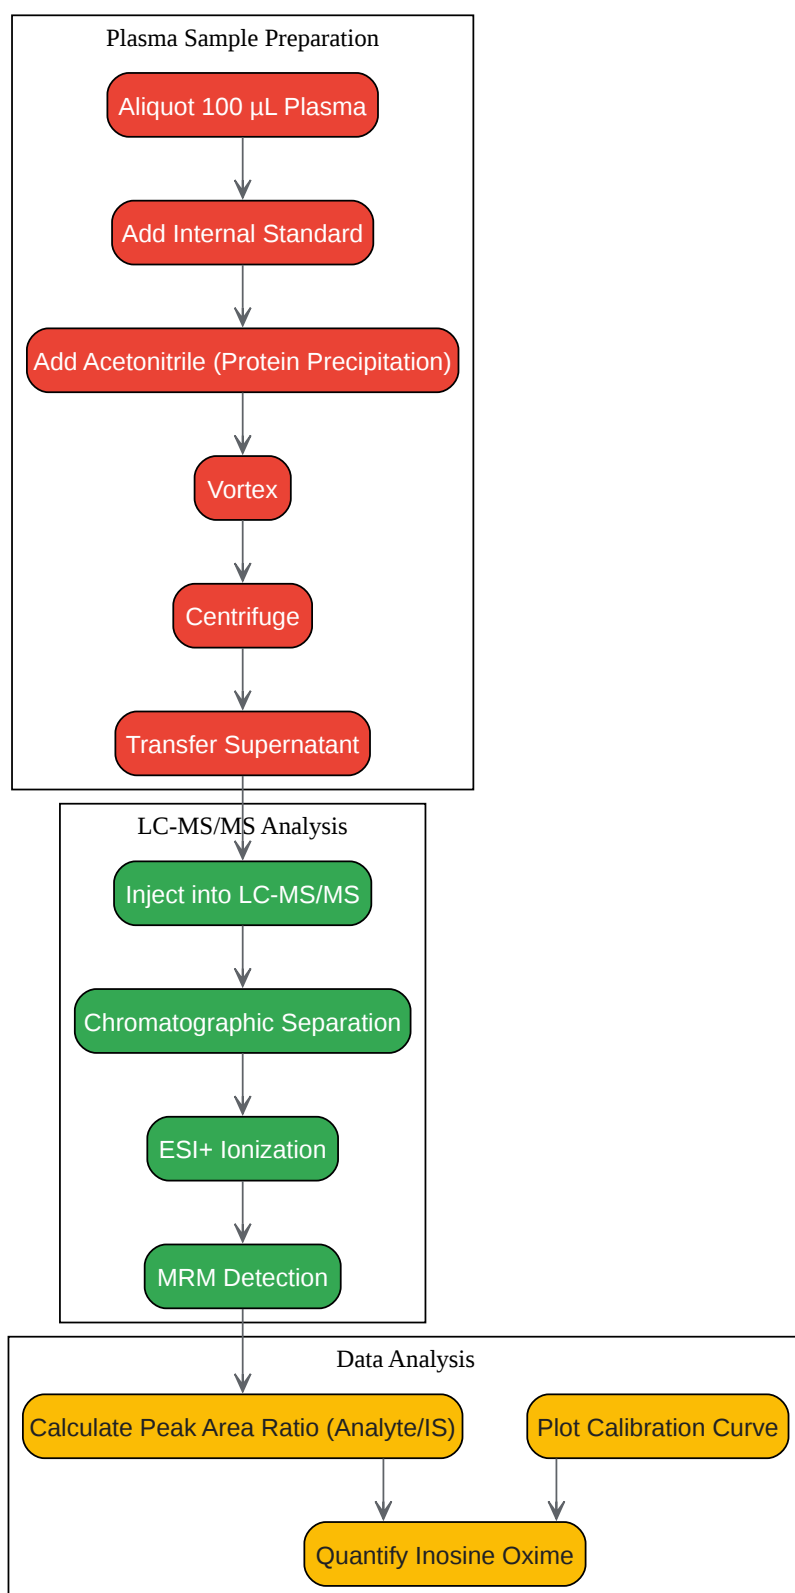 Plasma Sample Preparation
Aliquot 100 µL Plasma
Add Internal Standard
Add Acetonitrile (Protein Precipitation)
Vortex
Centrifuge
Transfer Supernatant
LC-MS/MS Analysis
Inject into LC-MS/MS
Chromatographic Separation
ESI+ Ionization
MRM Detection
Data Analysis
Calculate Peak Area Ratio (Analyte/IS)
Plot Calibration Curve
Quantify Inosine Oxime